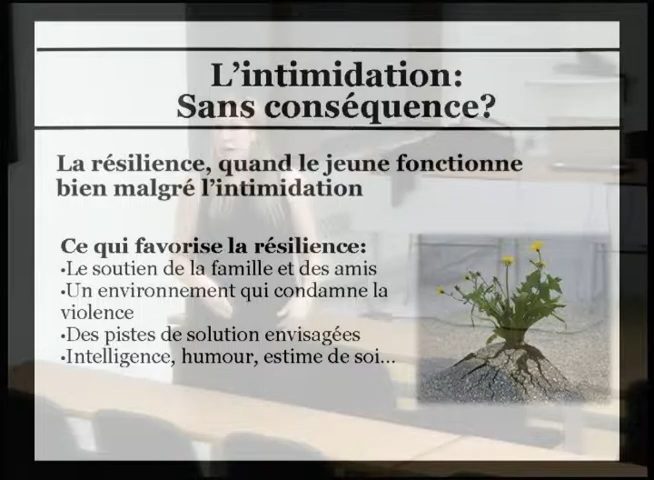 L’intimidation:
Sans conséquence?
La résilience, quand le jeune fonctionne
bien malgré l’intimidation
Ce qui favorise la résilience:
•Le soutien de la famille et des amis
•Un environnement qui condamne la
violence
•Des pistes de solution envisagées
•Intelligence, humour, estime de soi...